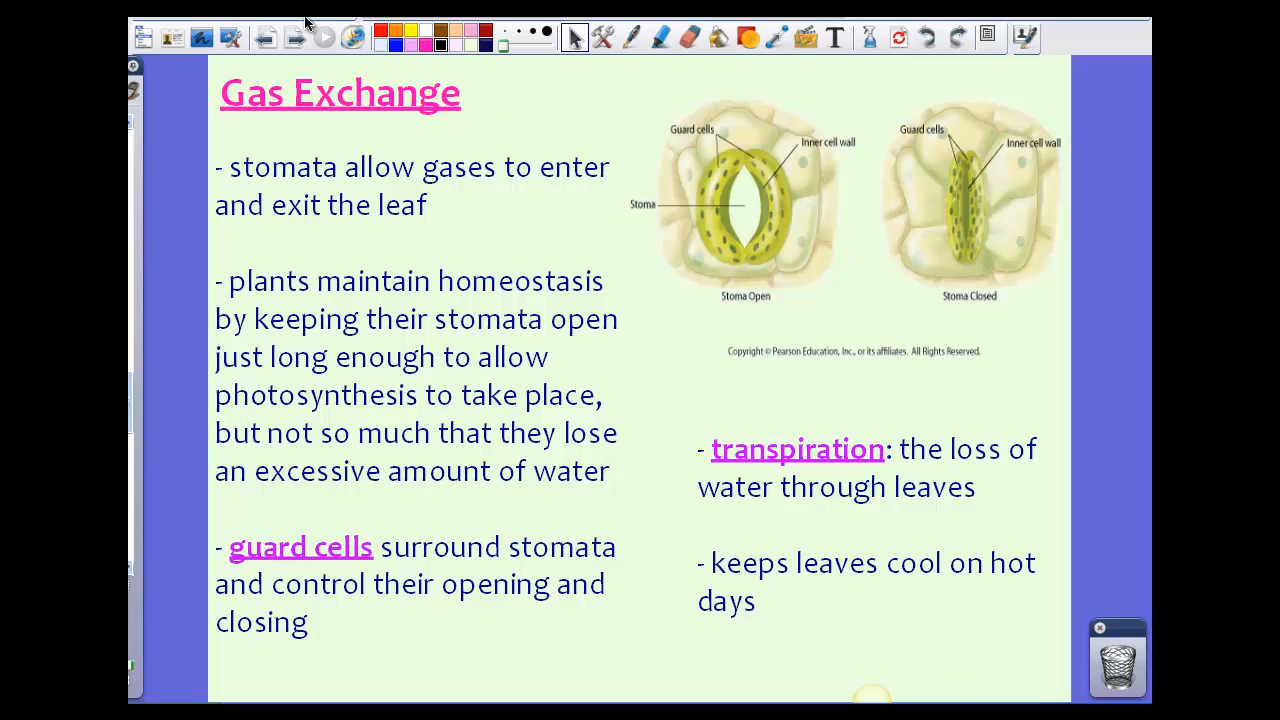 Gas Exchange
- stomata allow gases to enter
and exit the leaf
- plants maintain homeostasis
by keeping their stomata open
just long enough to allow
photosynthesis to take place,
but not so much that they lose
an excessive amount of water
- guard cells surround stomata
and control their opening and
closing
Guard cells
Inner cell wall
Stoma
Stoma Open
Guard cells
Inner cell wall
Stoma Closed
Copyright © Pearson Education, Inc., or its affiliates. All Rights Reserved.
- transpiration: the loss of
water through leaves
- keeps leaves cool on hot
days